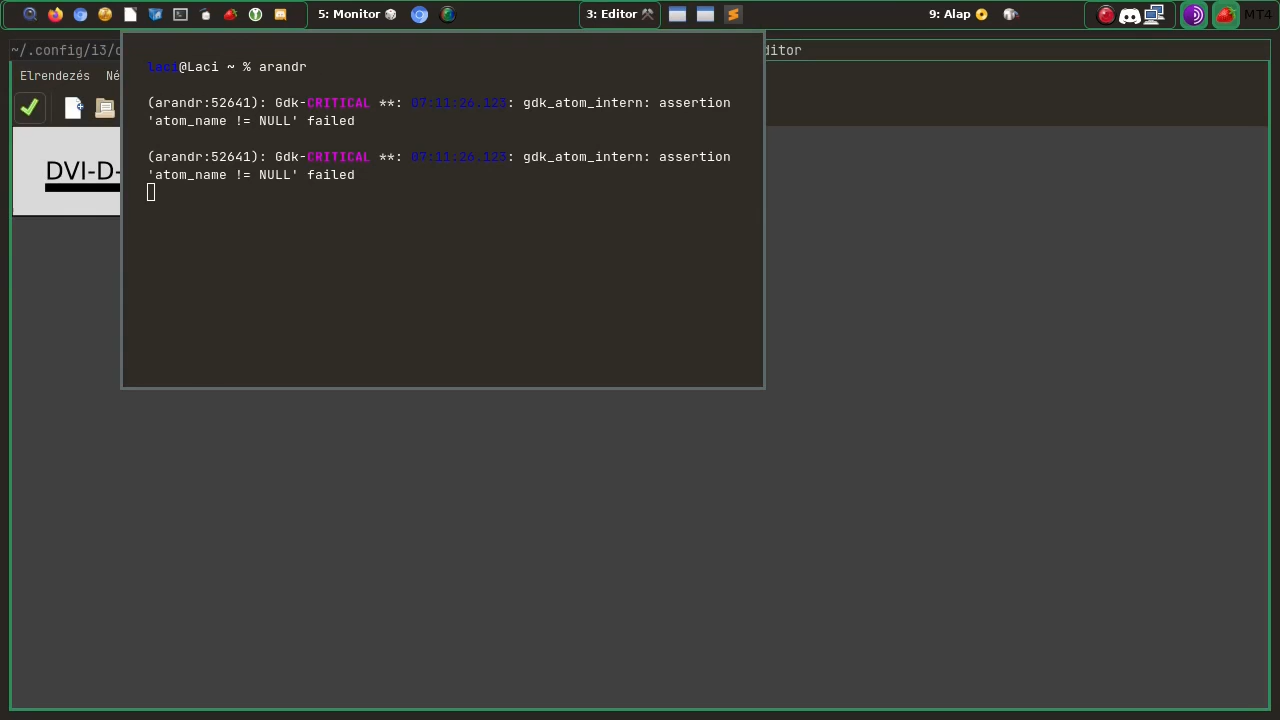 5: Monitor
3: Editor
9: Alap
MT4
~/.config/i3/
ditor
Elrendezés
laci@Laci ~ % arandr
(arandr:52641): Gdk-CRITICAL **: 07:11:26.123: gdk_atom_intern: assertion
'atom_name != NULL' failed
(arandr:52641): Gdk-CRITICAL **: 07:11:26.123: gdk_atom_intern: assertion
'atom_name != NULL' failed
DVI-D-